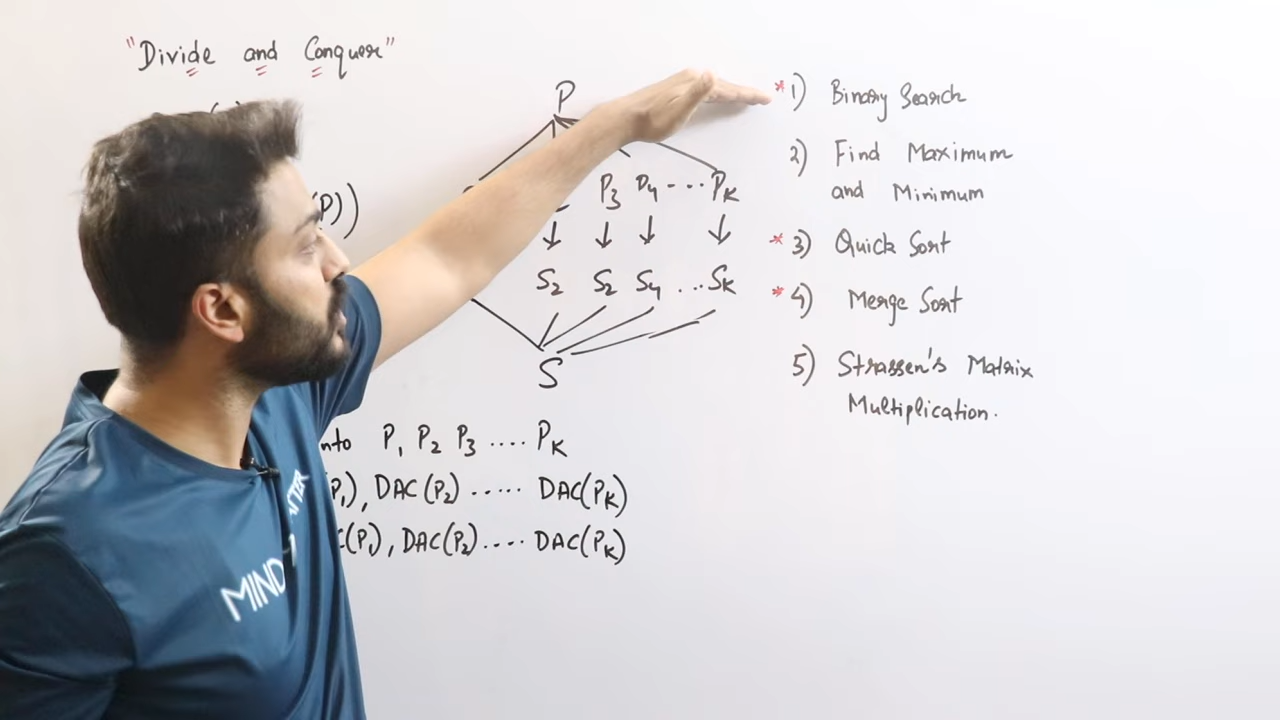 "Divide and Conquer"
P
P3 P4 ... PK
S2 S2 S4 ... SK
S
*1) Binary Search
2) Find Maximum
and Minimum
*3) Quick Sort
*4) Merge Sort
5) Strassen's Matrix
Multiplication.
(P))
into P1 P2 P3 .... PK
(P1), DAC(P2) ..... DAC(PK)
C(P1), DAC(P2) .... DAC(PK)
MIND